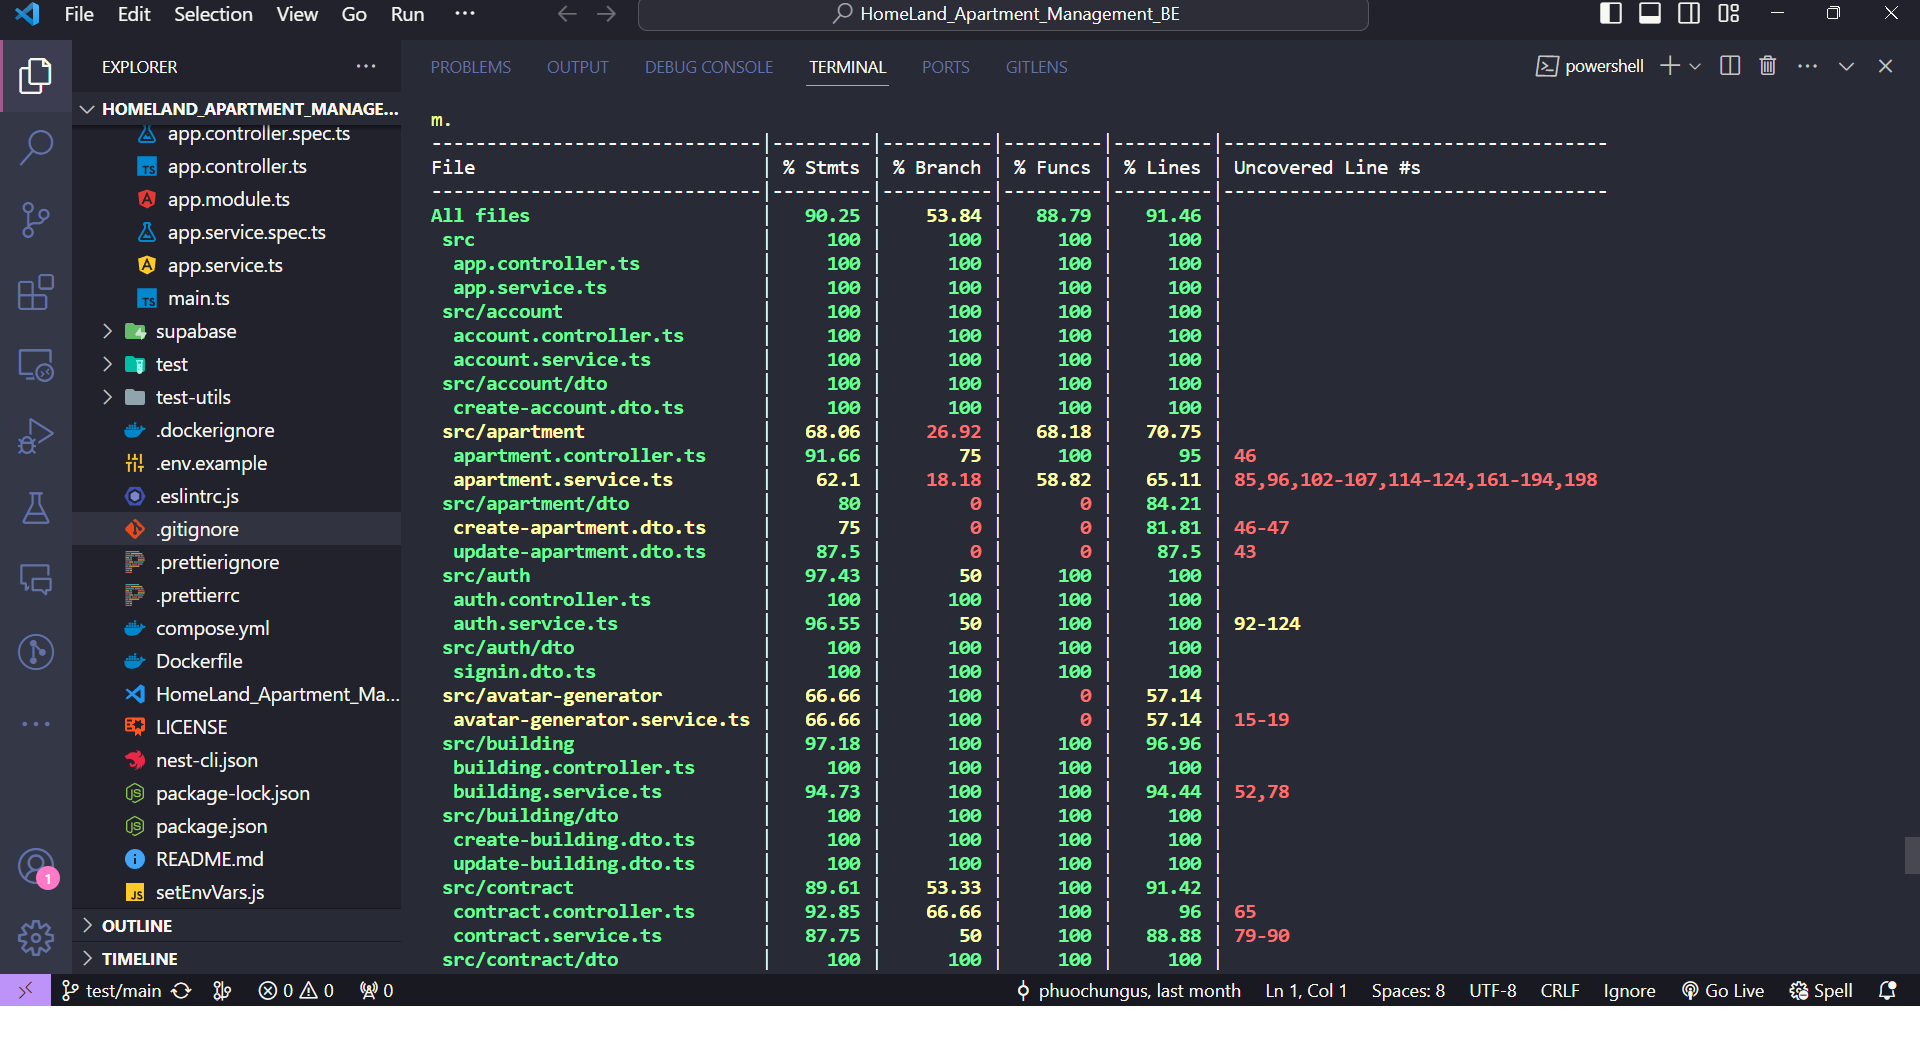 File Edit Selection View Go Run ··· HomeLand_Apartment_Management_BE
EXPLORER ···
HOMELAND_APARTMENT_MANAGE...
app.controller.spec.ts
app.controller.ts
app.module.ts
app.service.spec.ts
app.service.ts
main.ts
supabase
test
test-utils
.dockerignore
.env.example
.eslintrc.js
.gitignore
.prettierignore
.prettierrc
compose.yml
Dockerfile
HomeLand_Apartment_Ma...
LICENSE
nest-cli.json
package-lock.json
package.json
README.md
setEnvVars.js
OUTLINE
TIMELINE
1
PROBLEMS OUTPUT DEBUG CONSOLE TERMINAL PORTS GITLENS powershell
m.
------------------------------|---------|----------|---------|---------|-----------------------------------
File | % Stmts | % Branch | % Funcs | % Lines | Uncovered Line #s
------------------------------|---------|----------|---------|---------|-----------------------------------
All files | 90.25 | 53.84 | 88.79 | 91.46 |
src | 100 | 100 | 100 | 100 |
app.controller.ts | 100 | 100 | 100 | 100 |
app.service.ts | 100 | 100 | 100 | 100 |
src/account | 100 | 100 | 100 | 100 |
account.controller.ts | 100 | 100 | 100 | 100 |
account.service.ts | 100 | 100 | 100 | 100 |
src/account/dto | 100 | 100 | 100 | 100 |
create-account.dto.ts | 100 | 100 | 100 | 100 |
src/apartment | 68.06 | 26.92 | 68.18 | 70.75 |
apartment.controller.ts | 91.66 | 75 | 100 | 95 | 46
apartment.service.ts | 62.1 | 18.18 | 58.82 | 65.11 | 85,96,102-107,114-124,161-194,198
src/apartment/dto | 80 | 0 | 0 | 84.21 |
create-apartment.dto.ts | 75 | 0 | 0 | 81.81 | 46-47
update-apartment.dto.ts | 87.5 | 0 | 0 | 87.5 | 43
src/auth | 97.43 | 50 | 100 | 100 |
auth.controller.ts | 100 | 100 | 100 | 100 |
auth.service.ts | 96.55 | 50 | 100 | 100 | 92-124
src/auth/dto | 100 | 100 | 100 | 100 |
signin.dto.ts | 100 | 100 | 100 | 100 |
src/avatar-generator | 66.66 | 100 | 0 | 57.14 |
avatar-generator.service.ts | 66.66 | 100 | 0 | 57.14 | 15-19
src/building | 97.18 | 100 | 100 | 96.96 |
building.controller.ts | 100 | 100 | 100 | 100 |
building.service.ts | 94.73 | 100 | 100 | 94.44 | 52,78
src/building/dto | 100 | 100 | 100 | 100 |
create-building.dto.ts | 100 | 100 | 100 | 100 |
update-building.dto.ts | 100 | 100 | 100 | 100 |
src/contract | 89.61 | 53.33 | 100 | 91.42 |
contract.controller.ts | 92.85 | 66.66 | 100 | 96 | 65
contract.service.ts | 87.75 | 50 | 100 | 88.88 | 79-90
src/contract/dto | 100 | 100 | 100 | 100 |
test/main 0 0 0 phuochungus, last month Ln 1, Col 1 Spaces: 8 UTF-8 CRLF Ignore Go Live Spell